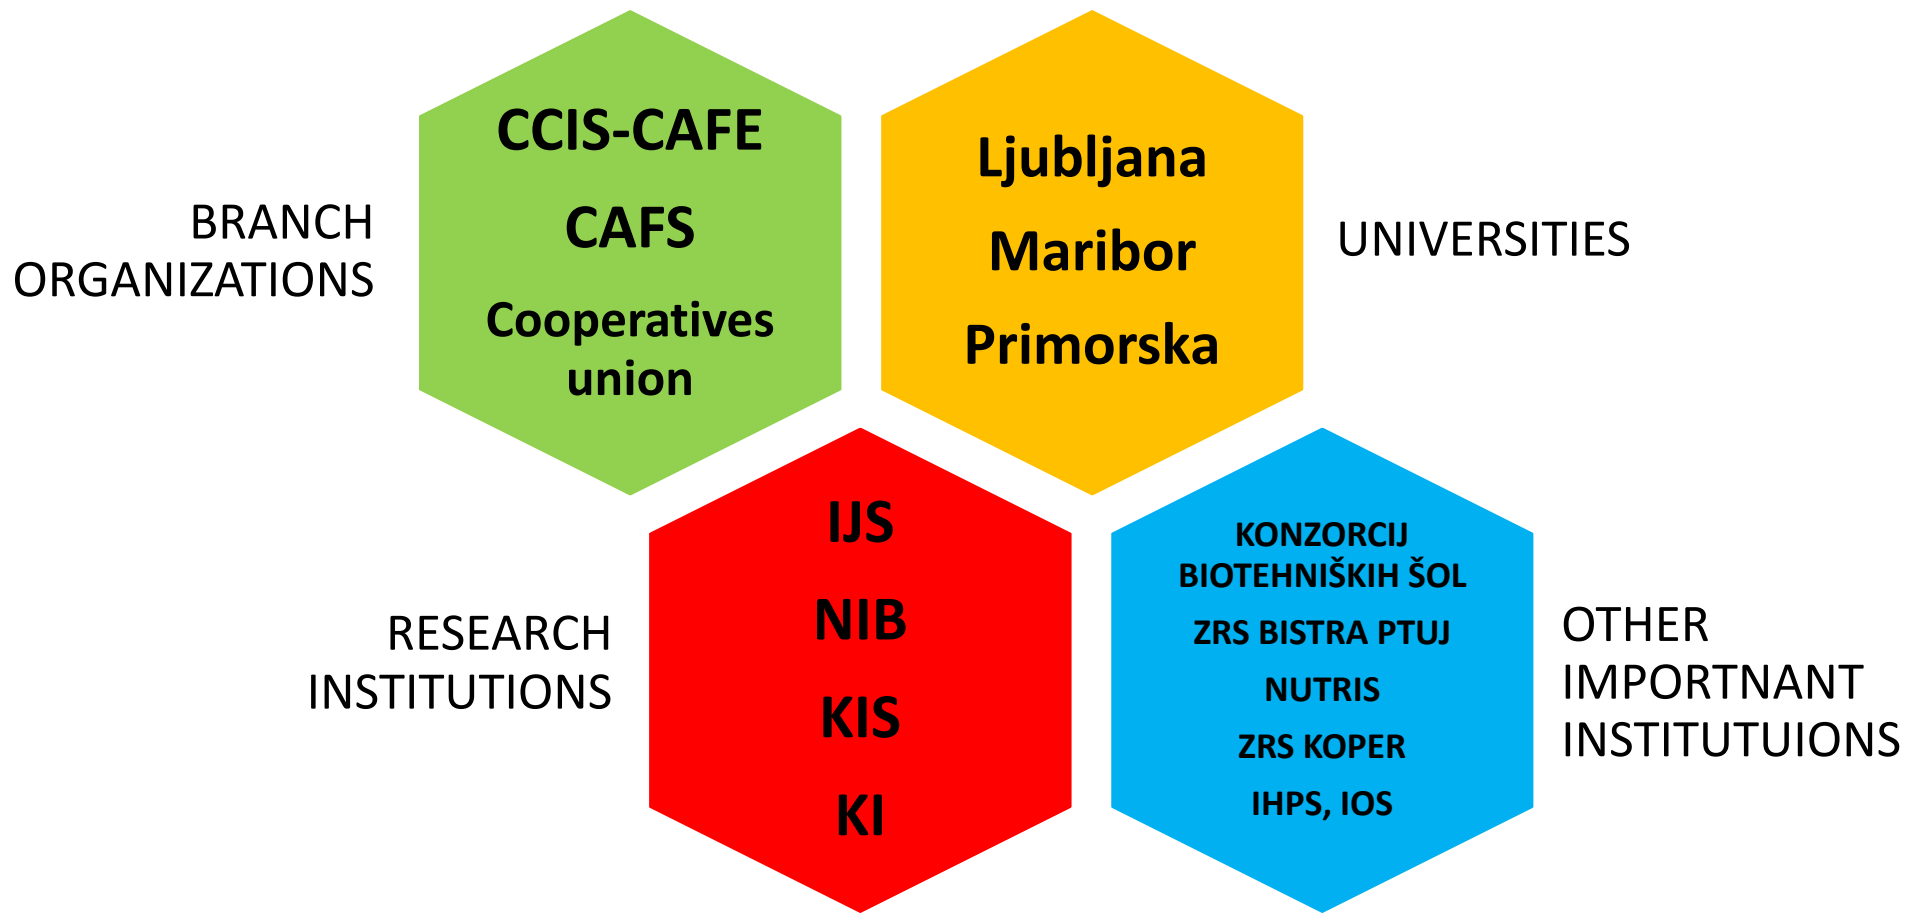 BRANCH
ORGANIZATIONS
CCIS-CAFE
CAFS
Cooperatives
union
Ljubljana
Maribor
Primorska
UNIVERSITIES
RESEARCH
INSTITUTIONS
IJS
NIB
KIS
KI
KONZORCIJ
BIOTEHNIŠKIH ŠOL
ZRS BISTRA PTUJ
NUTRIS
ZRS KOPER
IHPS, IOS
OTHER
IMPORTNANT
INSTITUTUIONS